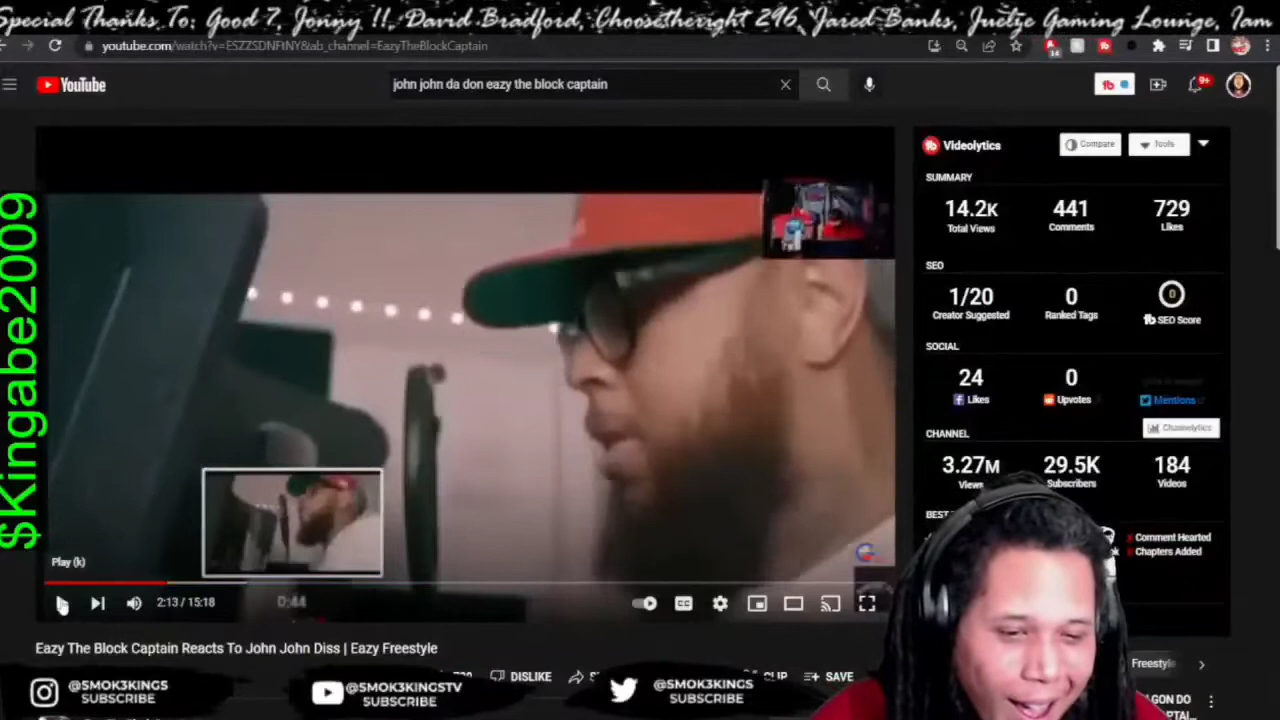 Special Thanks To: Good 7, Jonny !!, David Bradford, Choosetheright 296, Jared Banks, Juetze Gaming Lounge, Iam
youtube.com/watch?v=ESZZSDNFtNY&ab_channel=EazyTheBlockCaptain
14
YouTube
john john da don eazy the block captain
9+
$Kingabe2009
Videolytics
Compare
Tools
SUMMARY
14.2K
441
729
Total Views
Comments
Likes
SEO
1/20
0
0
Creator Suggested
Ranked Tags
SEO Score
SOCIAL
24
0
Likes
Upvotes
Mentions
Channelytics
CHANNEL
3.27M
29.5K
184
Views
Subscribers
Videos
Comment Hearted
Chapters Added
Play (k)
2:13 / 15:18
0:44
CC
Eazy The Block Captain Reacts To John John Diss | Eazy Freestyle
Freestyle
DISLIKE
CLIP
SAVE
@SMOK3KINGS
SUBSCRIBE
@SMOK3KINGSTV
SUBSCRIBE
@SMOK3KINGS
SUBSCRIBE